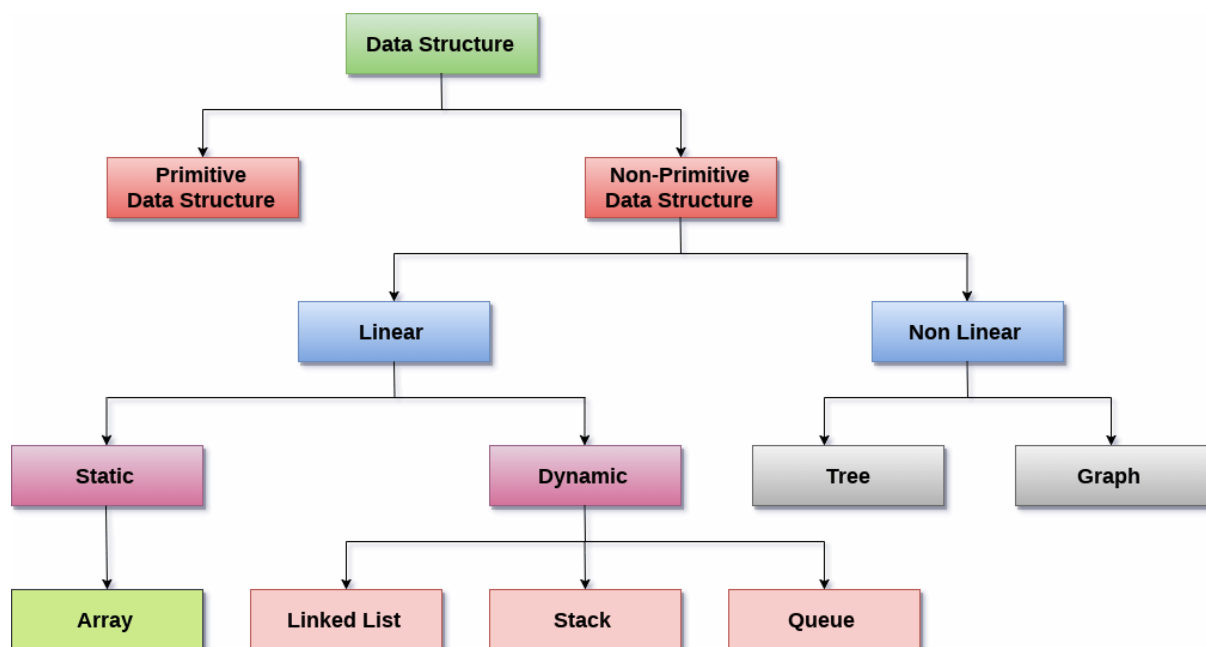 Data Structure
Primitive
Data Structure
Non-Primitive
Data Structure
Linear
Non Linear
Static
Dynamic
Tree
Graph
Array
Linked List
Stack
Queue